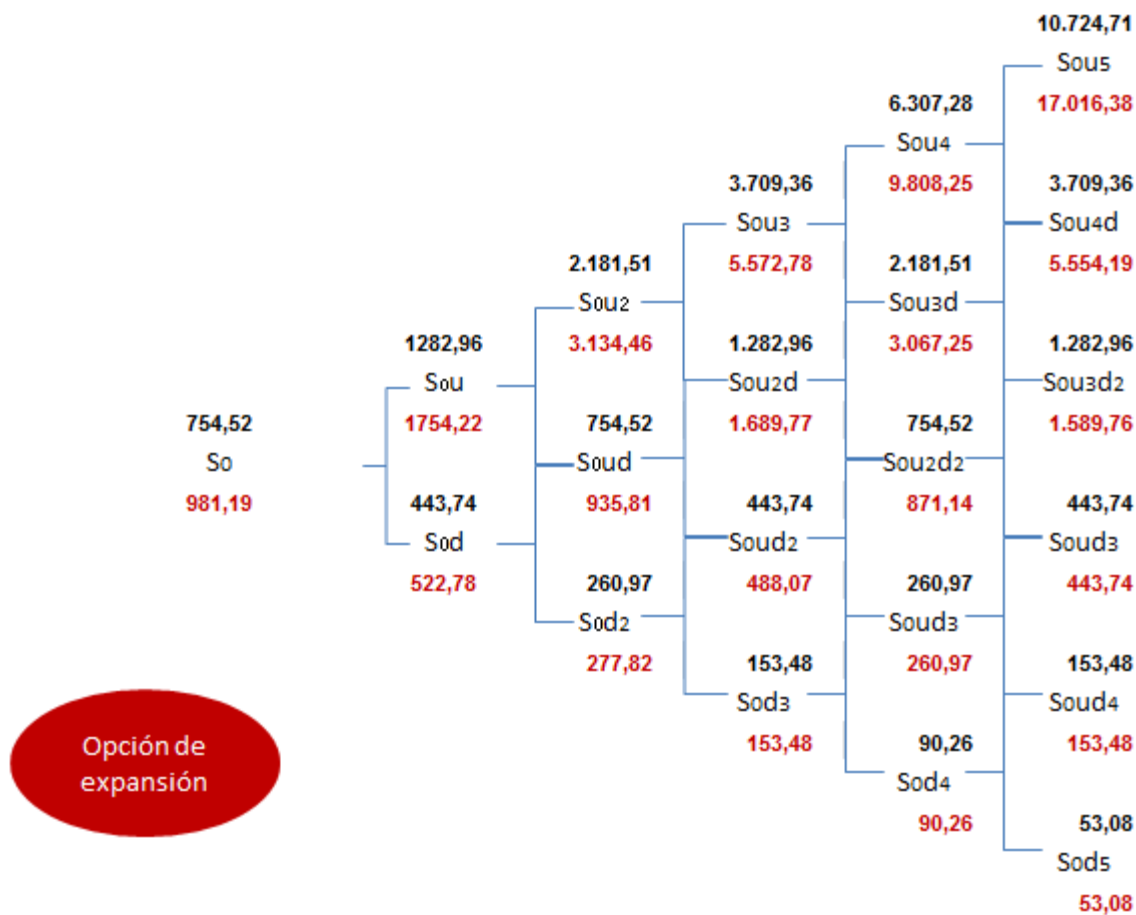 10.724,71
Sou5
6.307,28
17.016,38
Sou4
3.709,36
9.808,25
3.709,36
Sou3
Sou4d
2.181,51
5.572,78
2.181,51
5.554,19
Sou2
Sou3d
1282,96
3.134,46
1.282,96
3.067,25
1.282,96
Sou
Sou2d
Sou3d2
754,52
1754,22
754,52
1.689,77
754,52
1.589,76
So
Soud
Sou2d2
981,19
443,74
935,81
443,74
871,14
443,74
Sod
Soud2
Soud3
522,78
260,97
488,07
260,97
443,74
Sod2
Soud3
277,82
153,48
260,97
153,48
Sod3
Soud4
Opción de
expansión
153,48
90,26
153,48
Sod4
90,26
53,08
Sod5
53,08